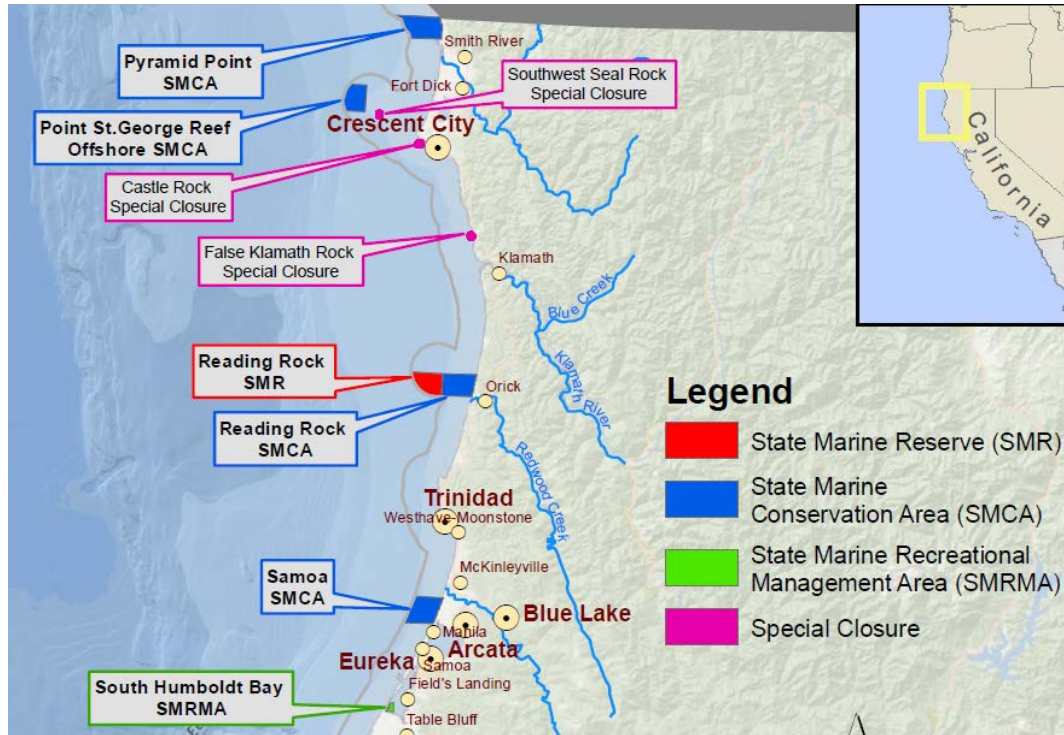 Pyramid Point
SMCA
Smith River
Southwest Seal Rock
Special Closure
Fort Dick
Point St.George Reef
Offshore SMCA
Crescent City
Castle Rock
Special Closure
False Klamath Rock
Special Closure
Klamath
Blue Creek
Klamath River
Reading Rock
SMR
Reading Rock
SMCA
Orick
Redwood Creek
Trinidad
Westhave-Moonstone
McKinleyville
Samoa
SMCA
Blue Lake
Manila
Arcata
Eureka
Samoa
South Humboldt Bay
SMRMA
Field's Landing
Table Bluff
California
Legend
State Marine Reserve (SMR)
State Marine
Conservation Area (SMCA)
State Marine Recreational
Management Area (SMRMA)
Special Closure